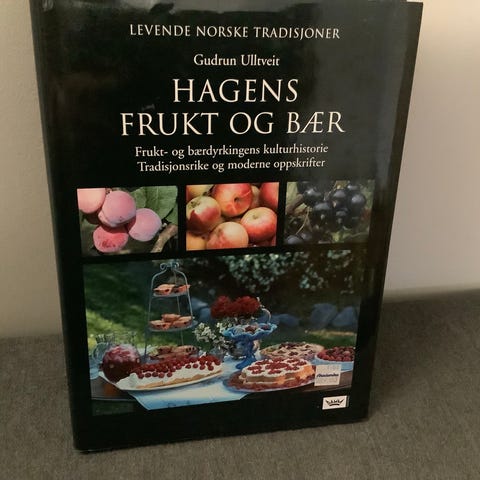 LEVENDE NORSKE TRADISJONER
Gudrun Ulltveit
HAGENS
FRUKT OG BÆR
Frukt- og bærdyrkingens kulturhistorie
Tradisjonsrike og moderne oppskrifter